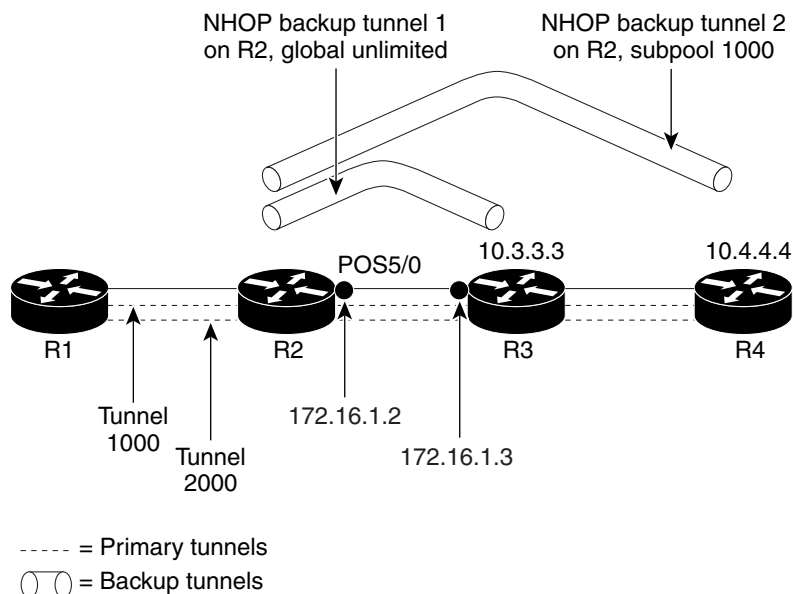 NHOP backup tunnel 1
on R2, global unlimited
NHOP backup tunnel 2
on R2, subpool 1000
POS5/0
10.3.3.3
10.4.4.4
R1
R2
R3
R4
Tunnel
1000
Tunnel
2000
172.16.1.2
172.16.1.3
= Primary tunnels
= Backup tunnels